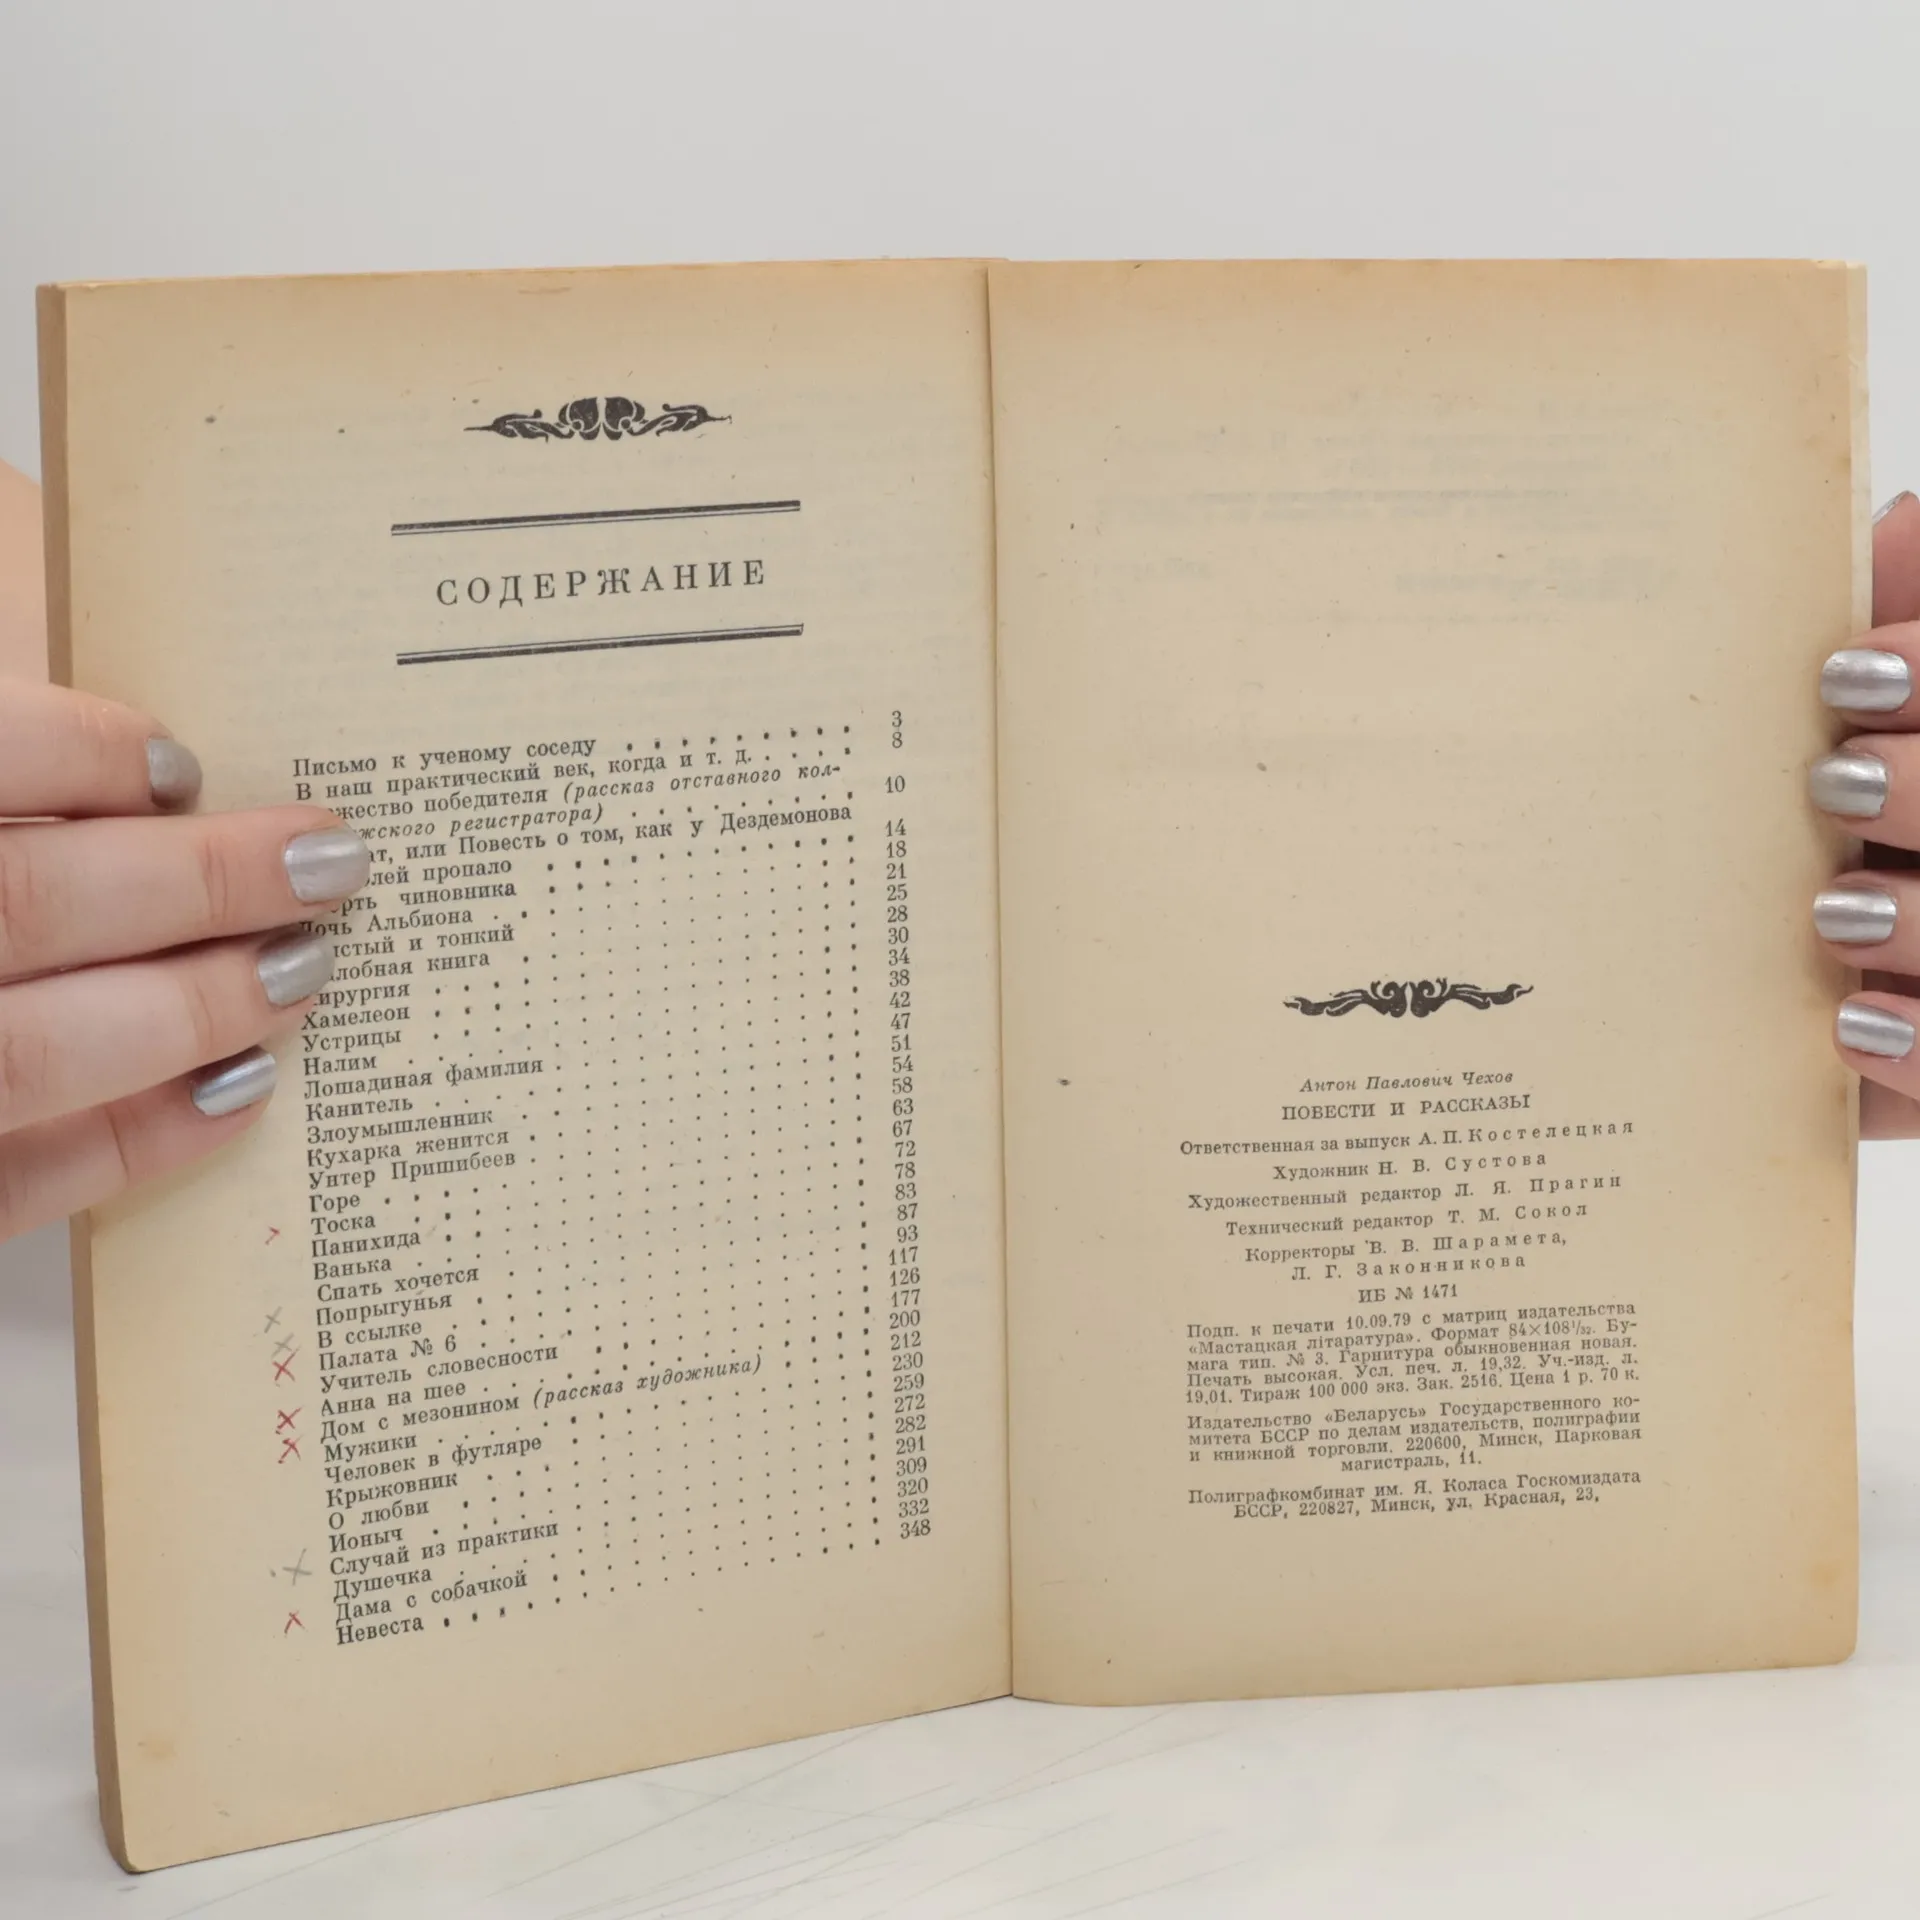 СОДЕРЖАНИЕ
Письмо к ученому соседу 3
В наш практический век, когда и т. д. 8
победителя (рассказ отставного кол-
регистратора) 10
или Повесть о том, как у Дездемонова
пропало 14
чиновника 18
Дочь Альбиона 21
и тонкий 25
книга 28
Хирургия 30
Хамелеон 34
Устрицы 38
Налим 42
Лошадиная фамилия 47
Канитель 51
Злоумышленник 54
Кухарка женится 58
Унтер Пришибеев 63
Горе 67
Тоска 72
Панихида 78
Ванька 83
Спать хочется 87
Попрыгунья 93
В ссылке 117
Палата № 6 126
Учитель словесности 177
Анна на шее 200
Дом с мезонином (рассказ художника) 212
Мужики 230
Человек в футляре 259
Крыжовник 272
О любви 282
Ионыч 291
Случай из практики 309
Душечка 320
Дама с собачкой 332
Невеста 348
Антон Павлович Чехов
ПОВЕСТИ И РАССКАЗЫ
Ответственная за выпуск А. П. Костелецкая
Художник Н. В. Сустова
Художественный редактор Л. Я. Прагин
Технический редактор Т. М. Сокол
Корректоры В. В. Шарамета,
Л. Г. Законникова
ИБ № 1471
Подп. к печати 10.09.79 с матриц издательства
«Мастацкая літаратура». Формат 84×108¹/₃₂. Бу-
мага тип. № 3. Гарнитура обыкновенная новая.
Печать высокая. Усл. печ. л. 19,32. Уч.-изд. л.
19,01. Тираж 100 000 экз. Зак. 2516. Цена 1 р. 70 к.
Издательство «Беларусь» Государственного ко-
митета БССР по делам издательств, полиграфии
и книжной торговли. 220600, Минск, Парковая
магистраль, 11.
Полиграфкомбинат им. Я. Коласа Госкомиздата
БССР, 220827, Минск, ул. Красная, 23,